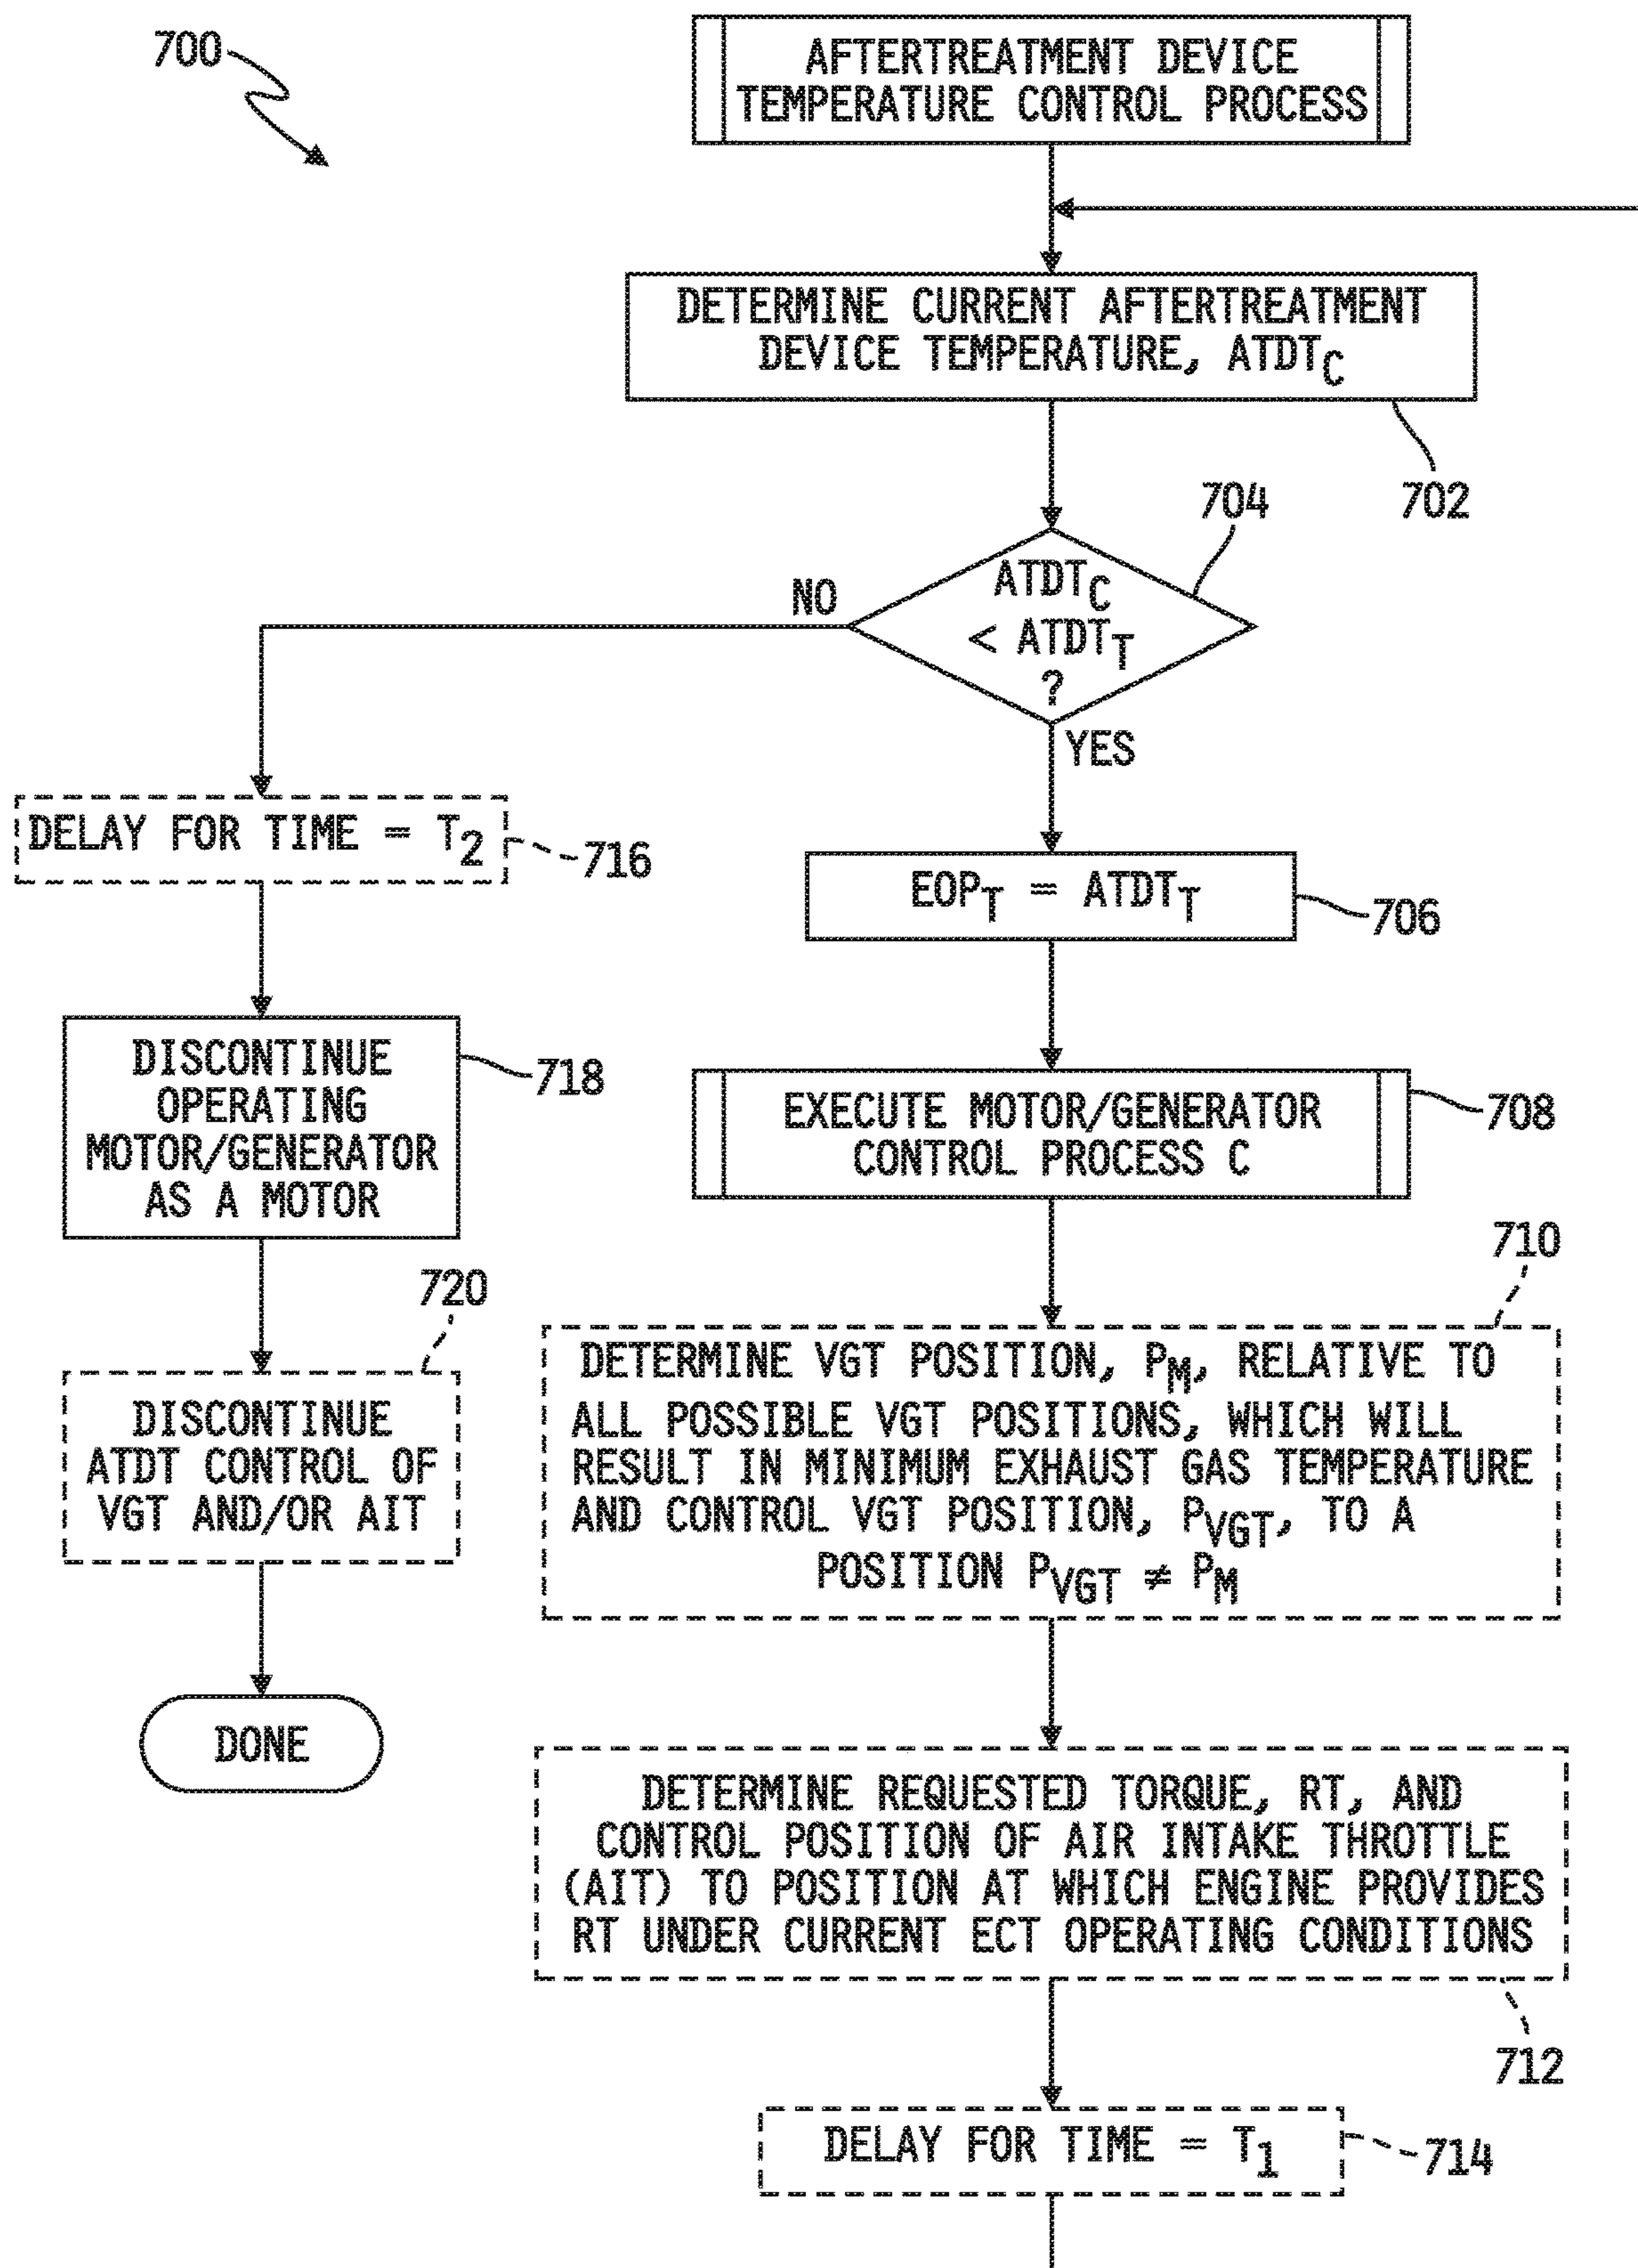 700
AFTERTREATMENT DEVICE
TEMPERATURE CONTROL PROCESS
DETERMINE CURRENT AFTERTREATMENT
DEVICE TEMPERATURE, ATDTC
702
704
ATDTC
< ATDTT
?
NO
YES
DELAY FOR TIME = T2
716
EOPT = ATDTT
706
DISCONTINUE
OPERATING
MOTOR/GENERATOR
AS A MOTOR
718
EXECUTE MOTOR/GENERATOR
CONTROL PROCESS C
708
720
DISCONTINUE
ATDT CONTROL OF
VGT AND/OR AIT
710
DETERMINE VGT POSITION, PM, RELATIVE TO
ALL POSSIBLE VGT POSITIONS, WHICH WILL
RESULT IN MINIMUM EXHAUST GAS TEMPERATURE
AND CONTROL VGT POSITION, PVGT, TO A
POSITION PVGT ≠ PM
DONE
DETERMINE REQUESTED TORQUE, RT, AND
CONTROL POSITION OF AIR INTAKE THROTTLE
(AIT) TO POSITION AT WHICH ENGINE PROVIDES
RT UNDER CURRENT ECT OPERATING CONDITIONS
712
DELAY FOR TIME = T1
714